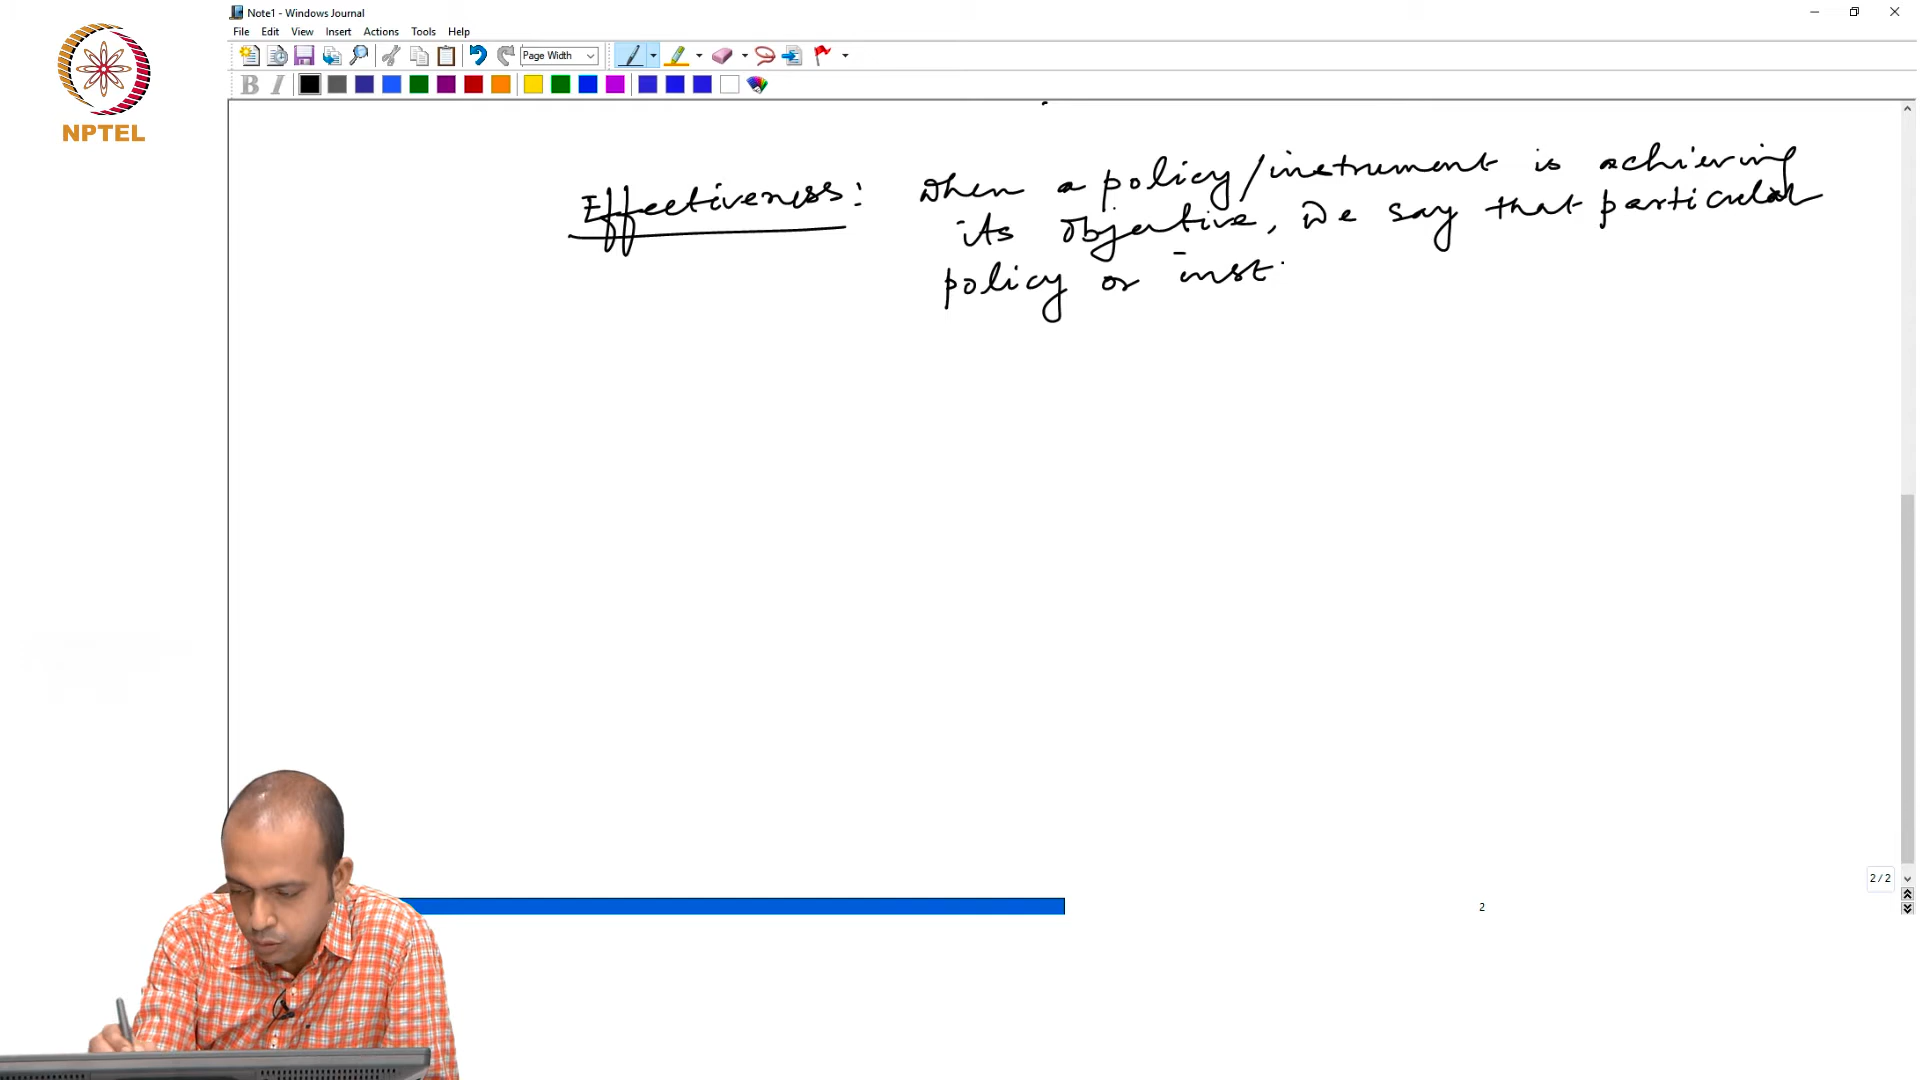 Note1 - Windows Journal
File Edit View Insert Actions Tools Help
Page Width
B I
NPTEL
Effectiveness: When a policy/instrument is achieving
its objective, We say that particular
policy or inst
2/2
2